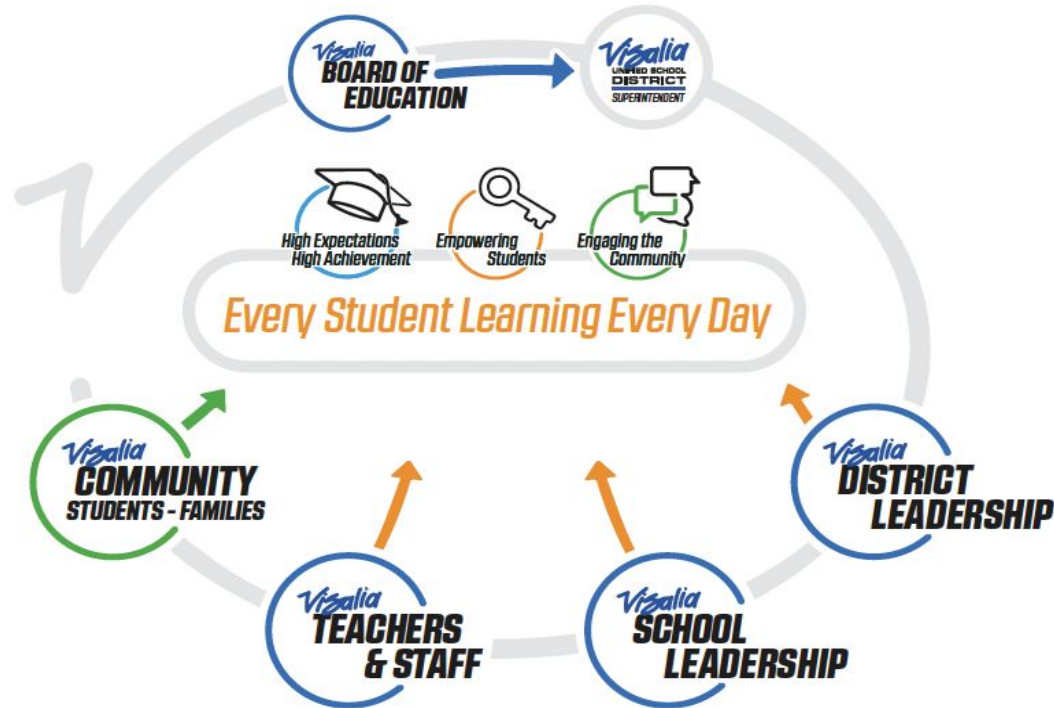 Visalia
BOARD OF
EDUCATION
Visalia
UNIFIED SCHOOL
DISTRICT
SUPERINTENDENT
High Expectations
High Achievement
Empowering
Students
Engaging the
Community
Every Student Learning Every Day
Visalia
COMMUNITY
STUDENTS - FAMILIES
Visalia
DISTRICT
LEADERSHIP
Visalia
TEACHERS
& STAFF
Visalia
SCHOOL
LEADERSHIP